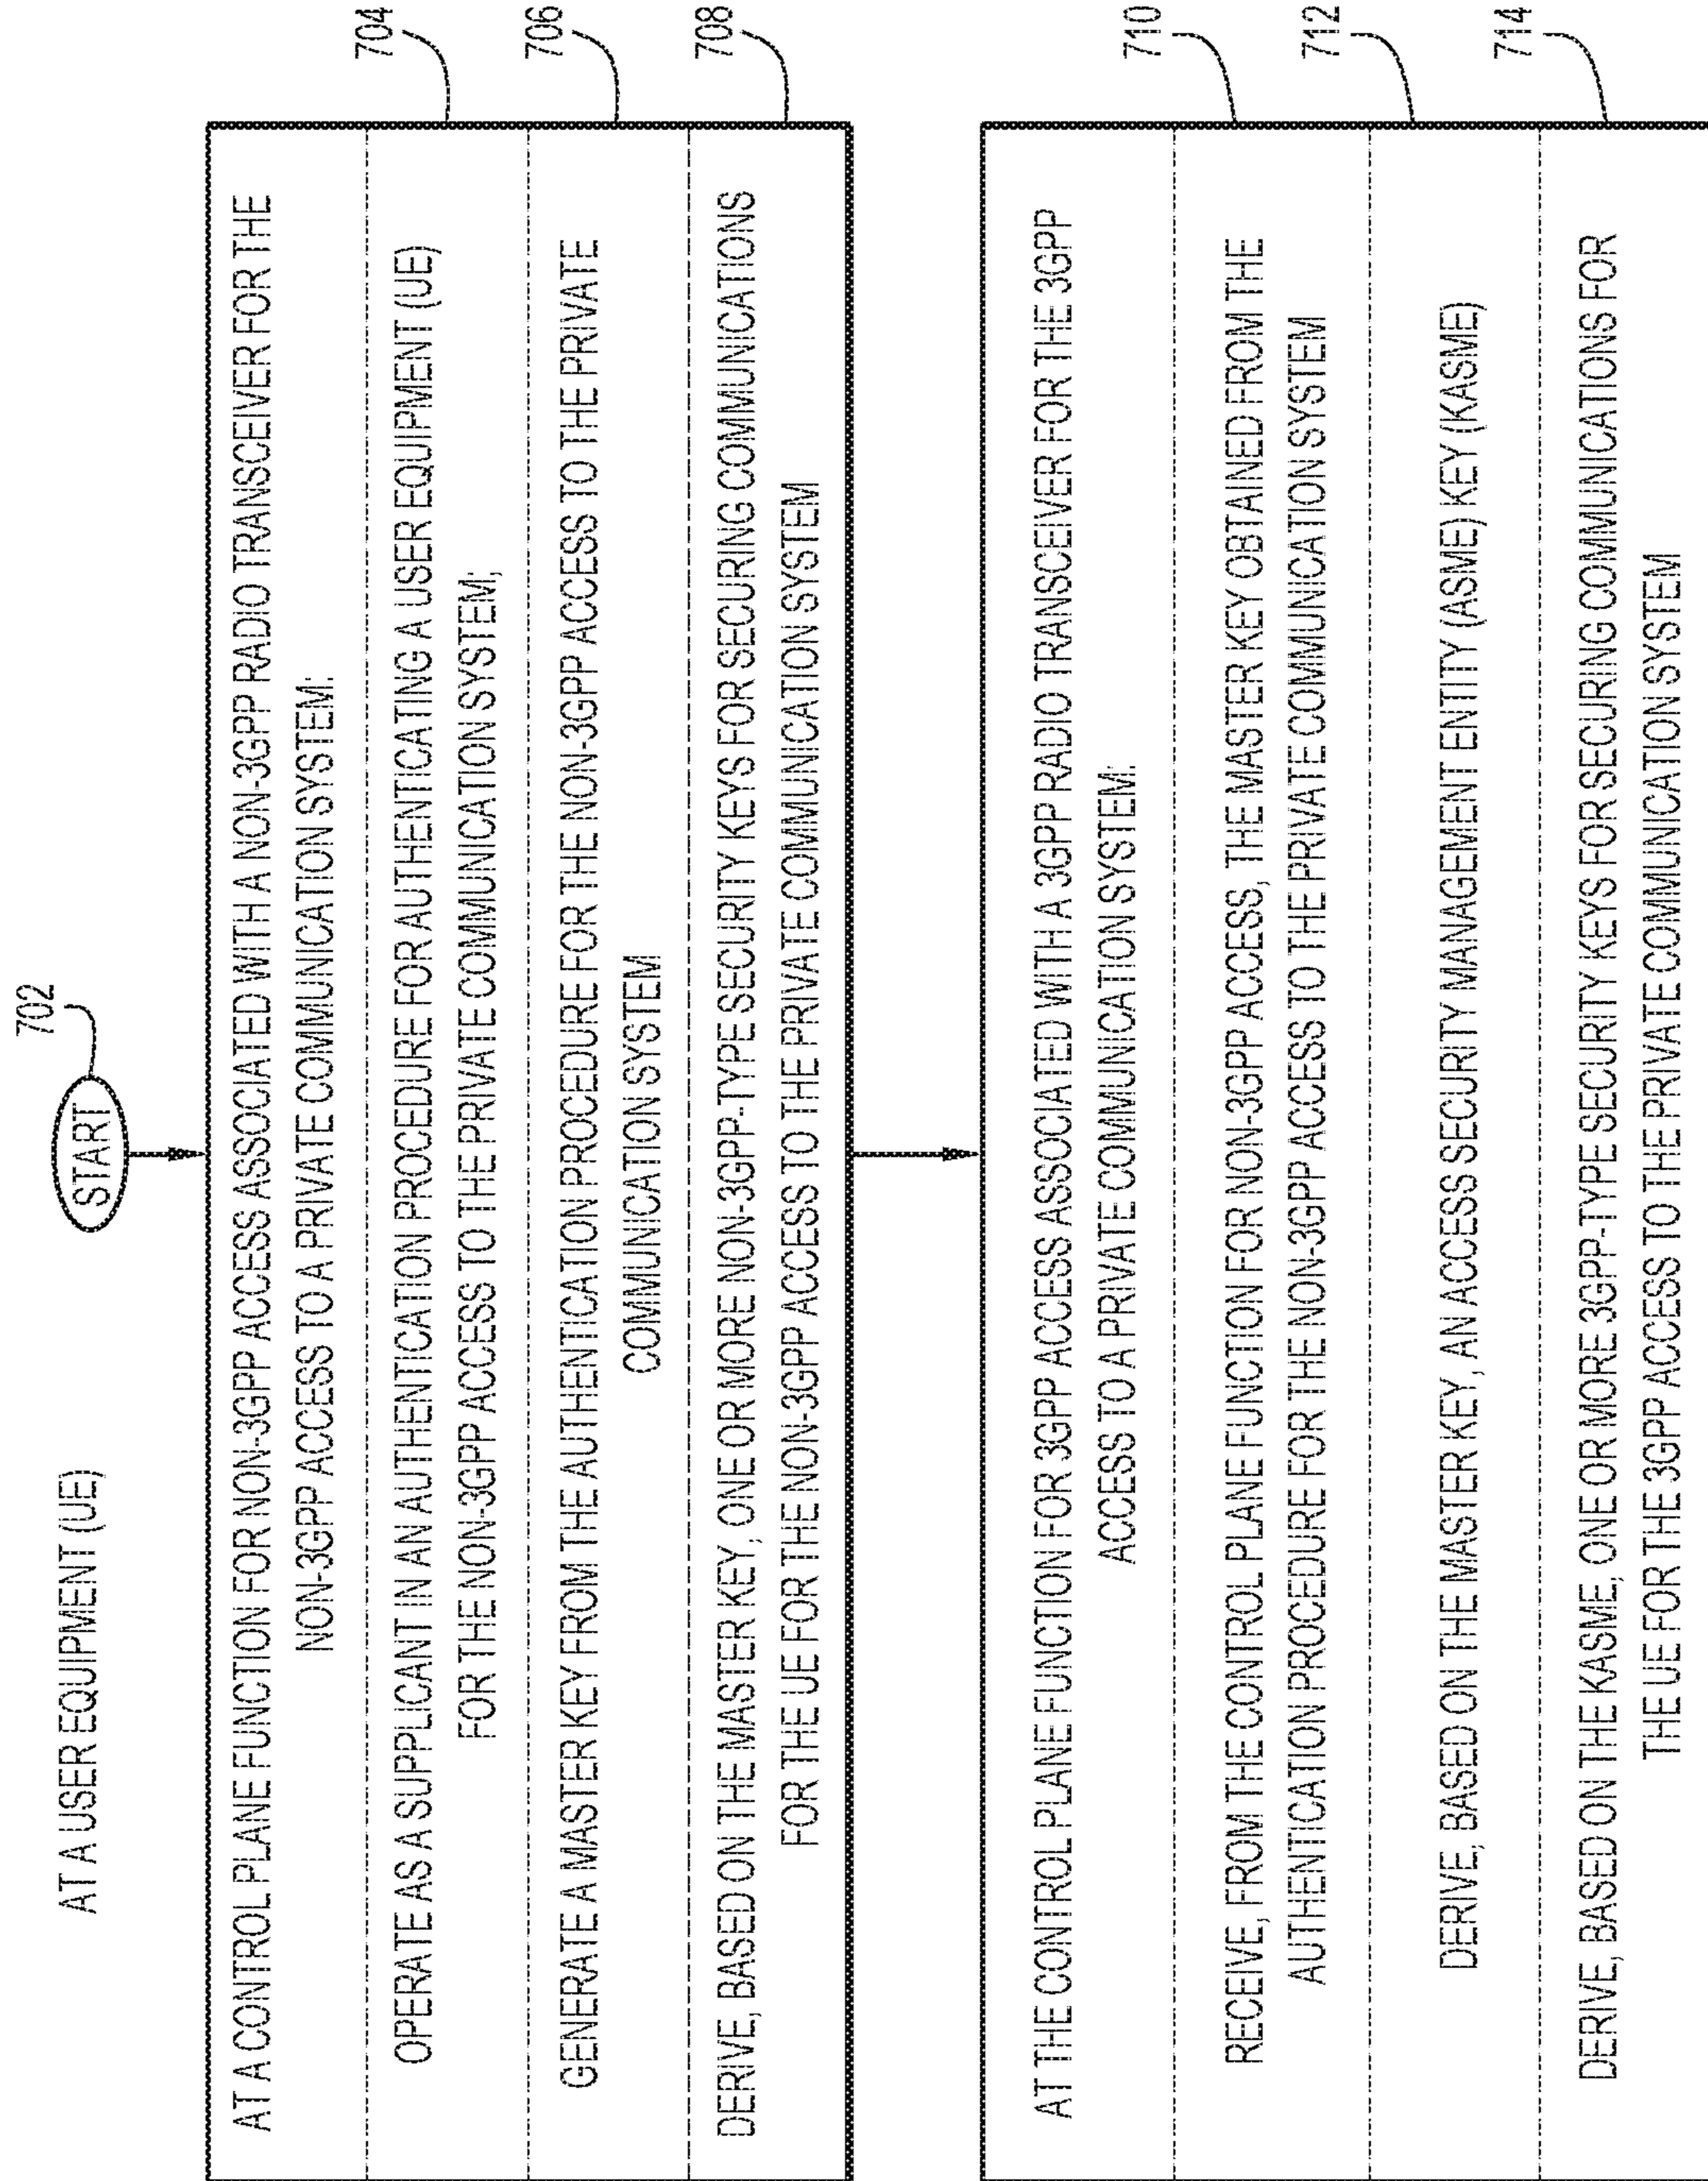 AT A USER EQUIPMENT (UE)
702
START
AT A CONTROL PLANE FUNCTION FOR NON-3GPP ACCESS ASSOCIATED WITH A NON-3GPP RADIO TRANSCEIVER FOR THE
NON-3GPP ACCESS TO A PRIVATE COMMUNICATION SYSTEM:
704
OPERATE AS A SUPPLICANT IN AN AUTHENTICATION PROCEDURE FOR AUTHENTICATING A USER EQUIPMENT (UE)
FOR THE NON-3GPP ACCESS TO THE PRIVATE COMMUNICATION SYSTEM;
706
GENERATE A MASTER KEY FROM THE AUTHENTICATION PROCEDURE FOR THE NON-3GPP ACCESS TO THE PRIVATE
COMMUNICATION SYSTEM
708
DERIVE, BASED ON THE MASTER KEY, ONE OR MORE NON-3GPP-TYPE SECURITY KEYS FOR SECURING COMMUNICATIONS
FOR THE UE FOR THE NON-3GPP ACCESS TO THE PRIVATE COMMUNICATION SYSTEM
AT THE CONTROL PLANE FUNCTION FOR 3GPP ACCESS ASSOCIATED WITH A 3GPP RADIO TRANSCEIVER FOR THE 3GPP
ACCESS TO A PRIVATE COMMUNICATION SYSTEM:
710
RECEIVE, FROM THE CONTROL PLANE FUNCTION FOR NON-3GPP ACCESS, THE MASTER KEY OBTAINED FROM THE
AUTHENTICATION PROCEDURE FOR THE NON-3GPP ACCESS TO THE PRIVATE COMMUNICATION SYSTEM
712
DERIVE, BASED ON THE MASTER KEY, AN ACCESS SECURITY MANAGEMENT ENTITY (ASME) KEY (KASME)
714
DERIVE, BASED ON THE KASME, ONE OR MORE 3GPP-TYPE SECURITY KEYS FOR SECURING COMMUNICATIONS FOR
THE UE FOR THE 3GPP ACCESS TO THE PRIVATE COMMUNICATION SYSTEM